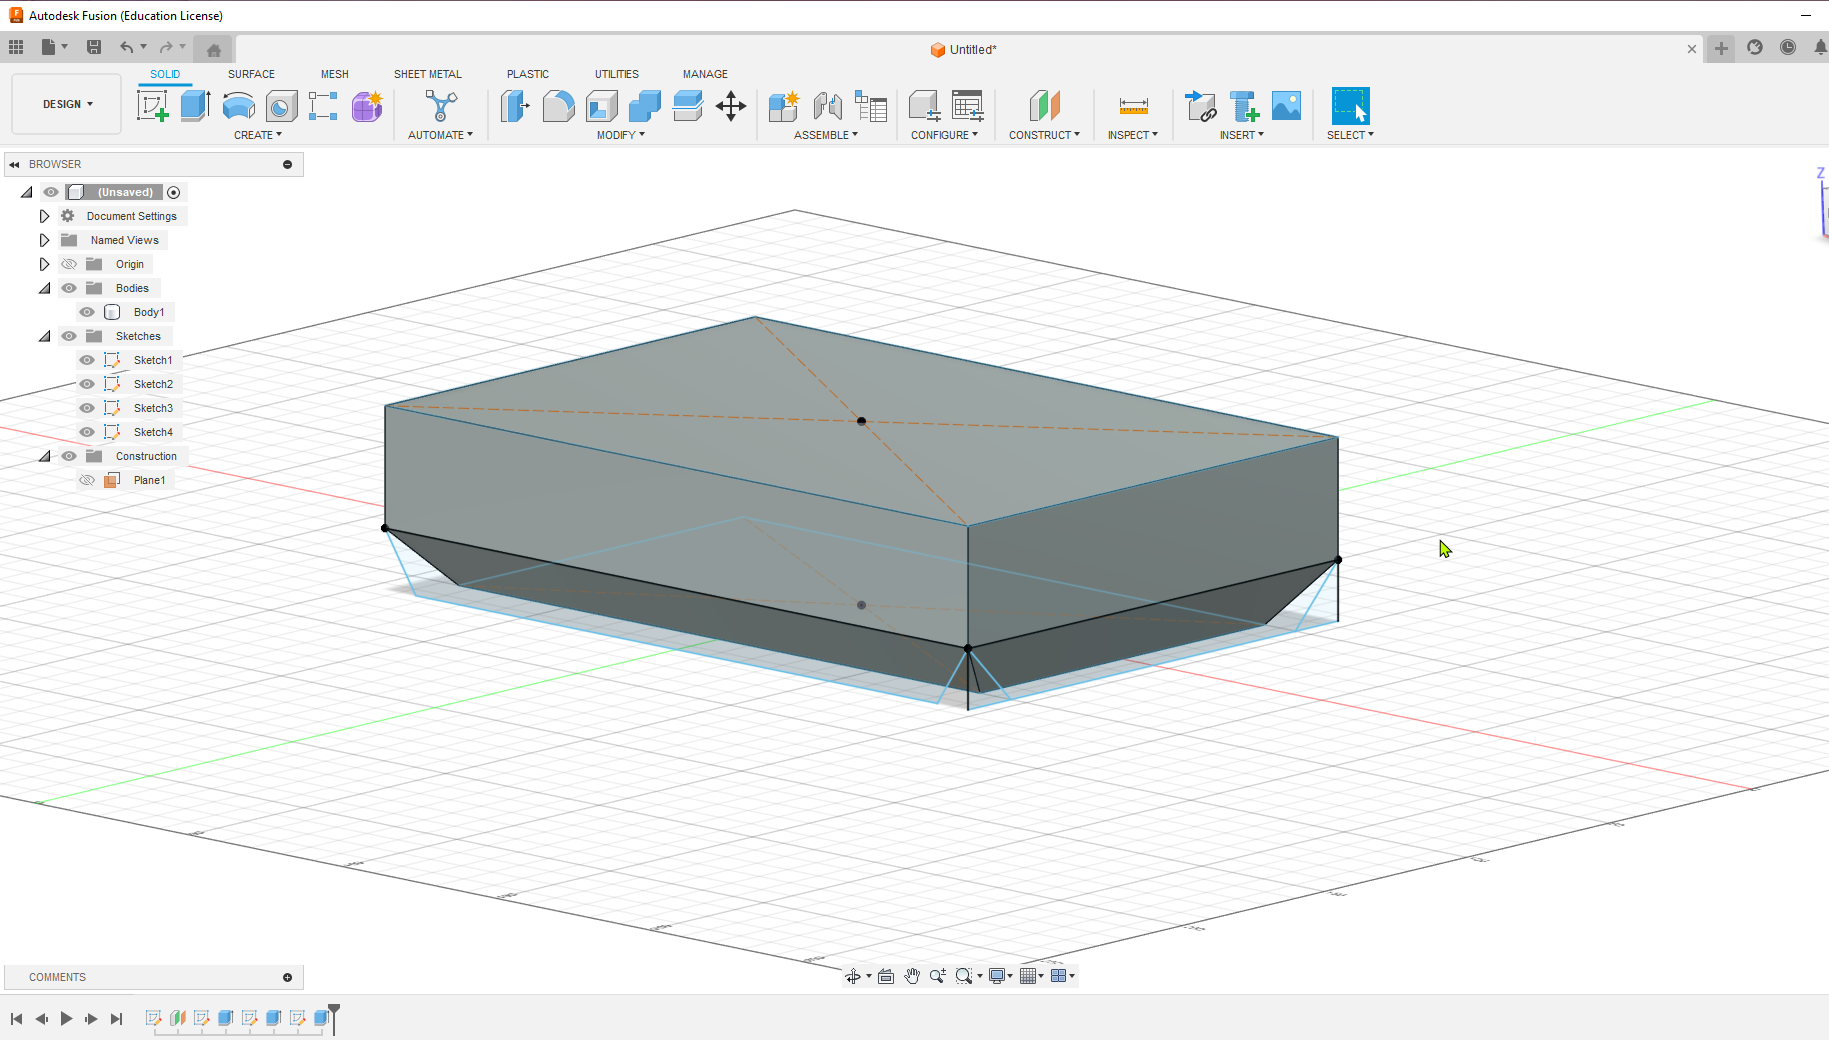 Autodesk Fusion (Education License)
Untitled*
SOLID
SURFACE
MESH
SHEET METAL
PLASTIC
UTILITIES
MANAGE
DESIGN
CREATE
AUTOMATE
MODIFY
ASSEMBLE
CONFIGURE
CONSTRUCT
INSPECT
INSERT
SELECT
BROWSER
(Unsaved)
Document Settings
Named Views
Origin
Bodies
Body1
Sketches
Sketch1
Sketch2
Sketch3
Sketch4
Construction
Plane1
Z
COMMENTS